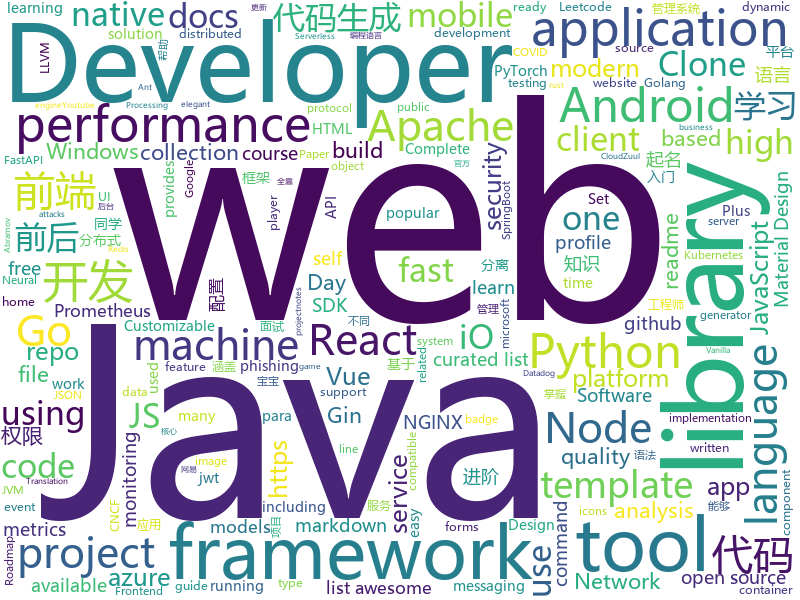 learning
native
docs
代码生成
mobile
ready
Leetcode
管理系统
dynamic
更新
solution
distributed
Serverless
编程语言
development
source
平台
LLVM
帮助
Developer
application
COVID
PyTorch
modern
Clone
语言
testing
website
Golang
Ant
Processing
elegant
engineYoutube
protocol
public
performance
Apache
Android
学习
HTML
Paper
client
based
high
FastAPI
Windows
collection
course
build
Complete
官方
business
rust
前端
UI
框架
Google
object
API
security
SpringBoot
one
起名
CloudZuul
入门
provides
player
全套
后台
Set
Plus
server
Abramov
attacks
Redis
前后
同学
分布式
popular
profile
readme
JavaScript
Material Design
Neural
free
开发
配置
self
Day
fast
知识
分离
time
Kubernetes
home
Prometheus
SDK
learn
microsoft
github
工程师
generator
web
Java
library
Go
Customizable
面试
projectnotes
管理
不同
machine
React
iO
curated list
Vanilla
repo
feature
涵盖
phishing
基于
system
related
Python
file
work
used
Vue
support
game
掌握
Datadog
platform
language
JSON
data
many
Gin
para
Software
using
JS
badge
implementation
权限
monitoring
image
line
NGINX
Node
written
https
核心
quality
语法
code
jwt
service
compatible
进阶
template
app
JVM
Translation
网易
宝宝
tool
analysis
能够
component
CNCF
应用
including
markdown
easy
command
icons
metrics
服务
models
Design
forms
event
framework
Roadmap
project
项目
use
代码
azure
list awesome
Network
open source
available
Frontend
guide
running
type
messaging
container